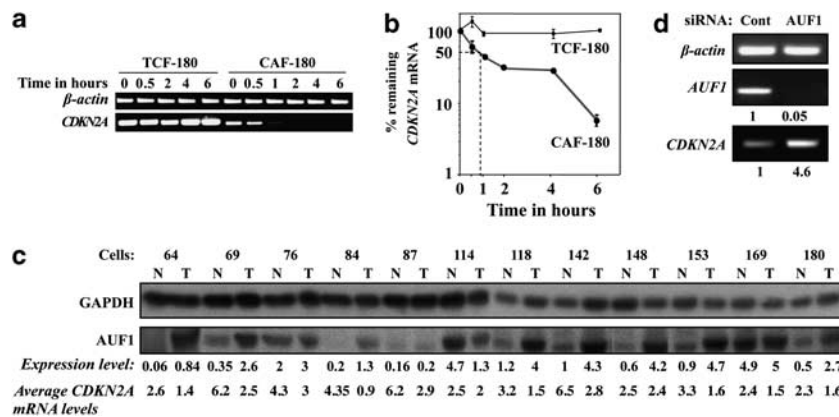 a
TCF-180 CAF-180
Time in hours 0 0.5 2 4 6 0 0.5 1 2 4 6
β-actin
CDKN2A
b
% remaining
CDKN2A mRNA
100
50
10
5
1
TCF-180
CAF-180
0 1 2 4 6
Time in hours
d
siRNA: Cont AUF1
β-actin
AUF1
1 0.05
CDKN2A
1 4.6
c
Cells: 64 69 76 84 87 114 118 142 148 153 169 180
N T N T N T N T N T N T N T N T N T N T N T N T
GAPDH
AUF1
Expression level: 0.06 0.84 0.35 2.6 2 3 0.2 1.3 0.16 0.2 4.7 1.3 1.2 4 1 4.3 0.6 4.2 0.9 4.7 4.9 5 0.5 2.7
Average CDKN2A 2.6 1.4 6.2 2.5 4.3 3 4.35 0.9 6.2 2.9 2.5 2 3.2 1.5 6.5 2.8 2.5 2.4 3.3 1.6 2.4 1.5 2.3 1.6
mRNA levels